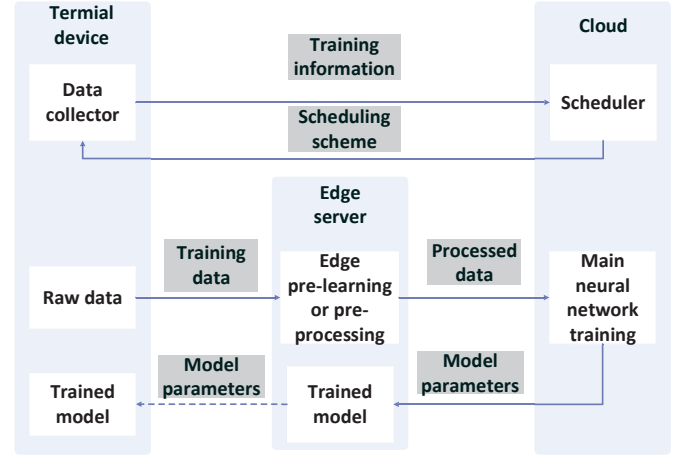 Termial
device
Cloud
Training
information
Data
collector
Scheduler
Scheduling
scheme
Edge
server
Training
data
Processed
data
Raw data
Edge
pre-learning
or pre-
processing
Main
neural
network
training
Model
parameters
Model
parameters
Trained
model
Trained
model